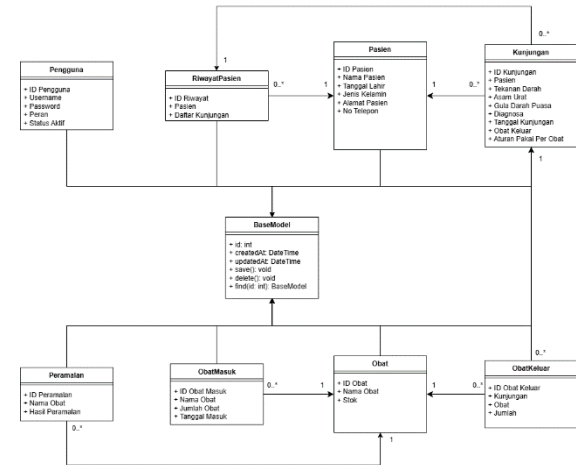 Pengguna
+ ID Pengguna
+ Username
+ Password
+ Peran
+ Status Aktif
1
RiwayatPasien
+ ID Riwayat
+ Pasien
+ Daftar Kunjungan
0..*
1
1
Pasien
+ ID Pasien
+ Nama Pasien
+ Tanggal Lahir
+ Jenis Kelamin
+ Alamat Pasien
+ No Telepon
1
0..*
0..*
Kunjungan
+ ID Kunjungan
+ Pasien
+ Tekanan Darah
+ Asam Urat
+ Gula Darah Puasa
+ Diagnosa
+ Tanggal Kunjungan
+ Obat Keluar
+ Aturan Pakai Per Obat
1
BaseModel
+ id: int
+ createdAt: DateTime
+ updatedAt: DateTime
+ save(): void
+ delete(): void
+ find(id: int): BaseModel
Peramalan
+ ID Peramalan
+ Nama Obat
+ Hasil Peramalan
0..*
ObatMasuk
+ ID Obat Masuk
+ Nama Obat
+ Jumlah Obat
+ Tanggal Masuk
0..*
1
Obat
+ ID Obat
+ Nama Obat
+ Stok
1
1
0..*
0..*
ObatKeluar
+ ID Obat Keluar
+ Kunjungan
+ Obat
+ Jumlah